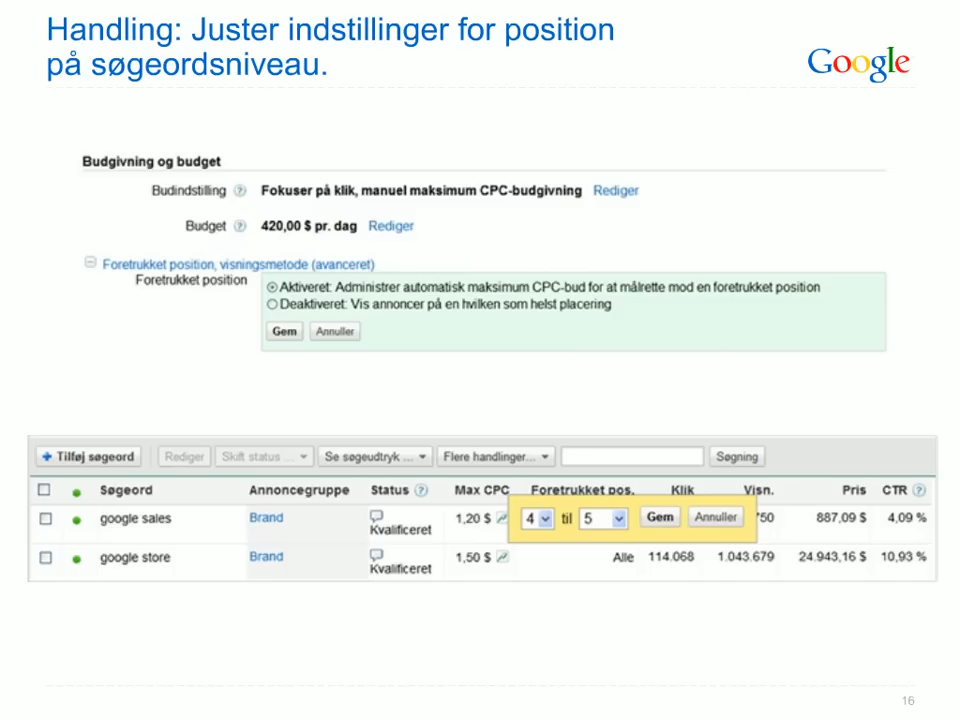 Handling: Juster indstillinger for position
på søgeordsniveau.
Google
Budgivning og budget
Budindstilling ? Fokuser på klik, manuel maksimum CPC-budgivning Rediger
Budget ? 420,00 $ pr. dag Rediger
Foretrukket position, visningsmetode (avanceret)
Foretrukket position
Aktiveret: Administrer automatisk maksimum CPC-bud for at målrette mod en foretrukket position
Deaktiveret: Vis annoncer på en hvilken som helst placering
Gem Annuller
Tilføj søgeord Rediger Skift status ... Se søgeudtryk ... Flere handlinger... Søgning
Søgeord Annoncegruppe Status ? Max CPC Foretrukket pos. Klik Visn. Pris CTR ?
google sales Brand Kvalificeret 1,20 $ 4 til 5 Gem Annuller 750 887,09 $ 4,09 %
google store Brand Kvalificeret 1,50 $ Alle 114.068 1.043.679 24.943,16 $ 10,93 %
16